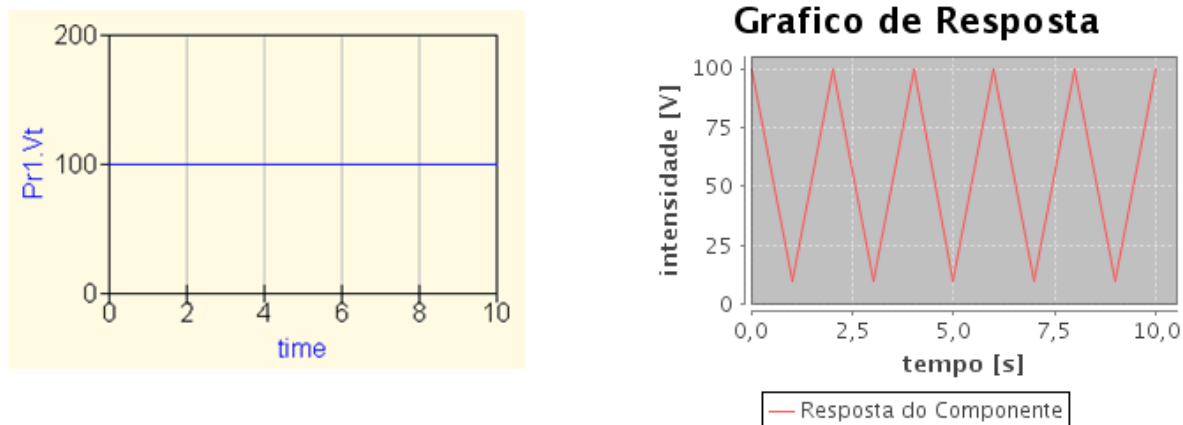 200
100
0
Pr1.Vt
0 2 4 6 8 10
time
Grafico de Resposta
100
75
50
25
0
intensidade [V]
0,0 2,5 5,0 7,5 10,0
tempo [s]
Resposta do Componente